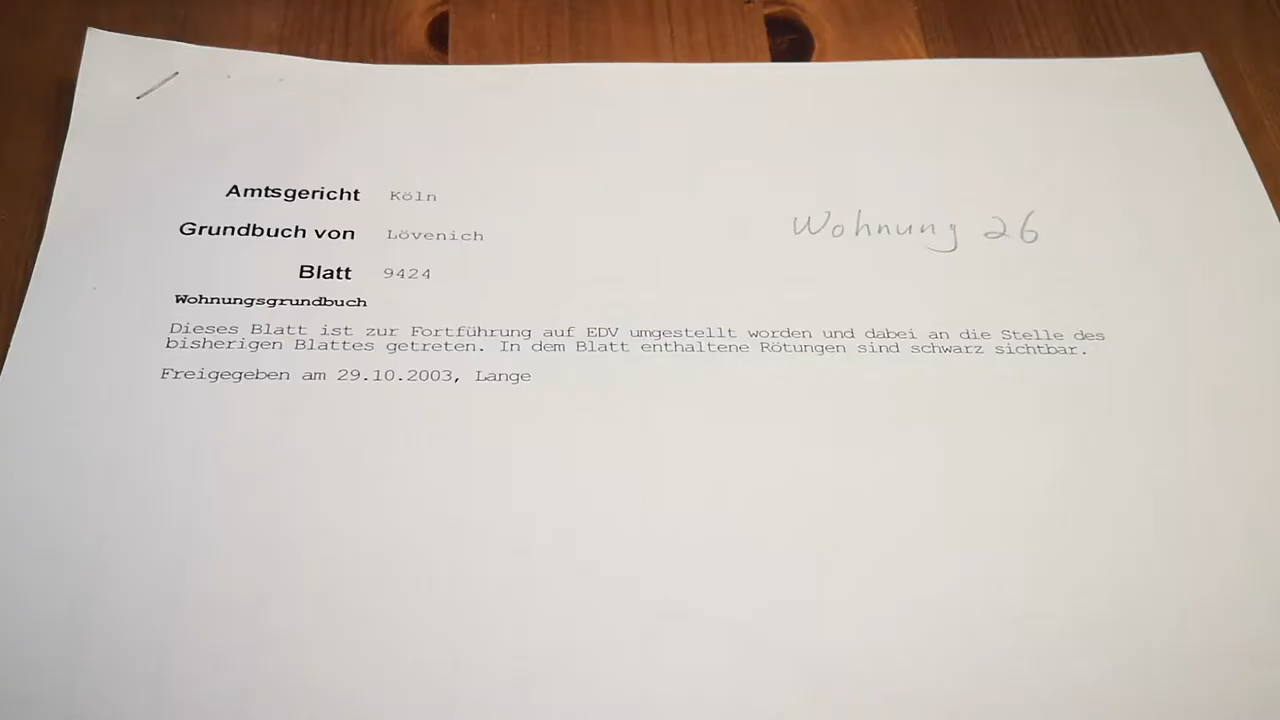 Amtsgericht Köln
Grundbuch von Lövenich
Wohnung 26
Blatt 9424
Wohnungsgrundbuch
Dieses Blatt ist zur Fortführung auf EDV umgestellt worden und dabei an die Stelle des
bisherigen Blattes getreten. In dem Blatt enthaltene Rötungen sind schwarz sichtbar.
Freigegeben am 29.10.2003, Lange